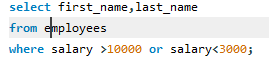 select first_name,last_name
from employees
where salary >10000 or salary<3000;